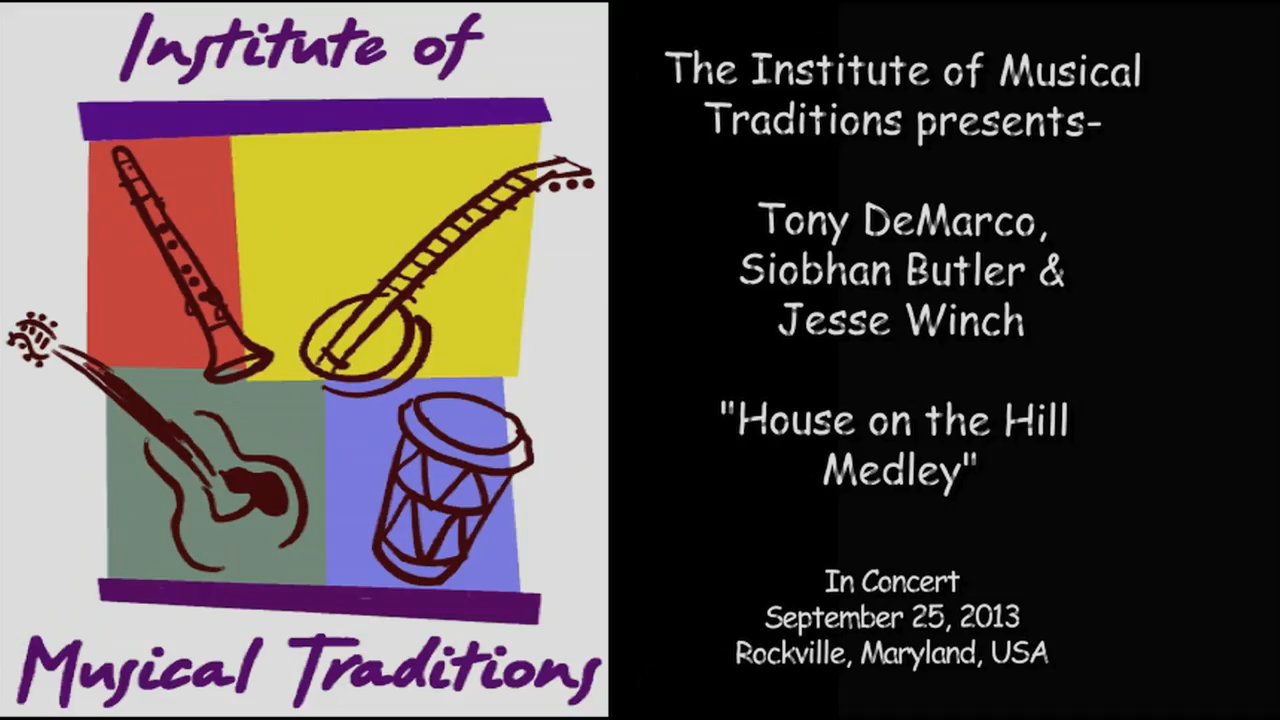 Institute of
Musical Traditions
The Institute of Musical
Traditions presents-
Tony DeMarco,
Siobhan Butler &
Jesse Winch
"House on the Hill
Medley"
In Concert
September 25, 2013
Rockville, Maryland, USA